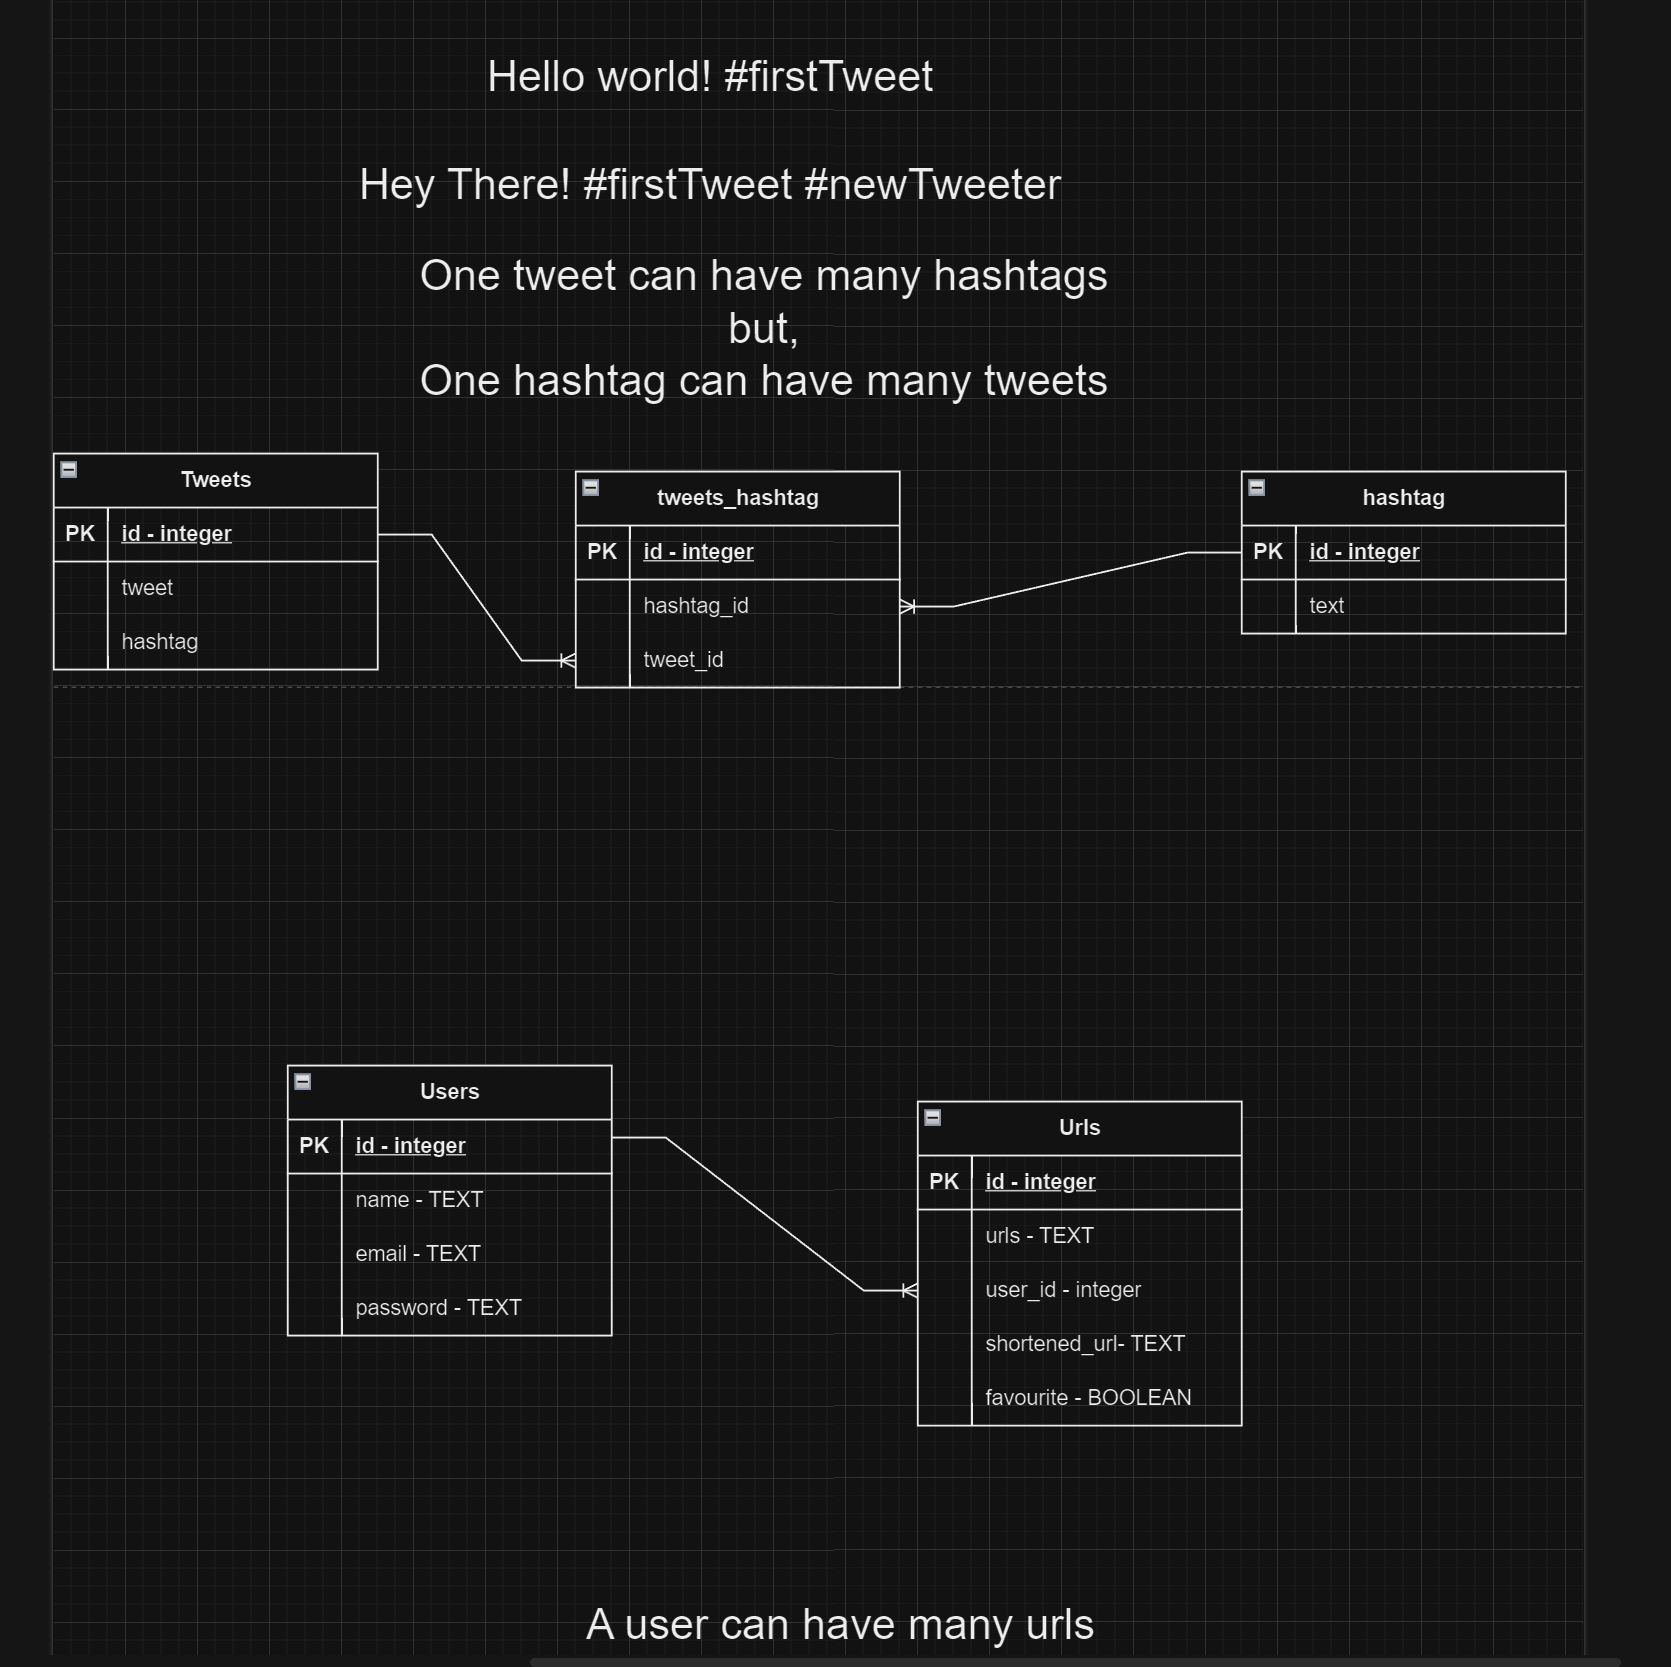 Hello world! #firstTweet
Hey There! #firstTweet #newTweeter
One tweet can have many hashtags
but,
One hashtag can have many tweets
Tweets
PK id - integer
tweet
hashtag
tweets_hashtag
PK id - integer
hashtag_id
tweet_id
hashtag
PK id - integer
text
Users
PK id - integer
name - TEXT
email - TEXT
password - TEXT
Urls
PK id - integer
urls - TEXT
user_id - integer
shortened_url- TEXT
favourite - BOOLEAN
A user can have many urls